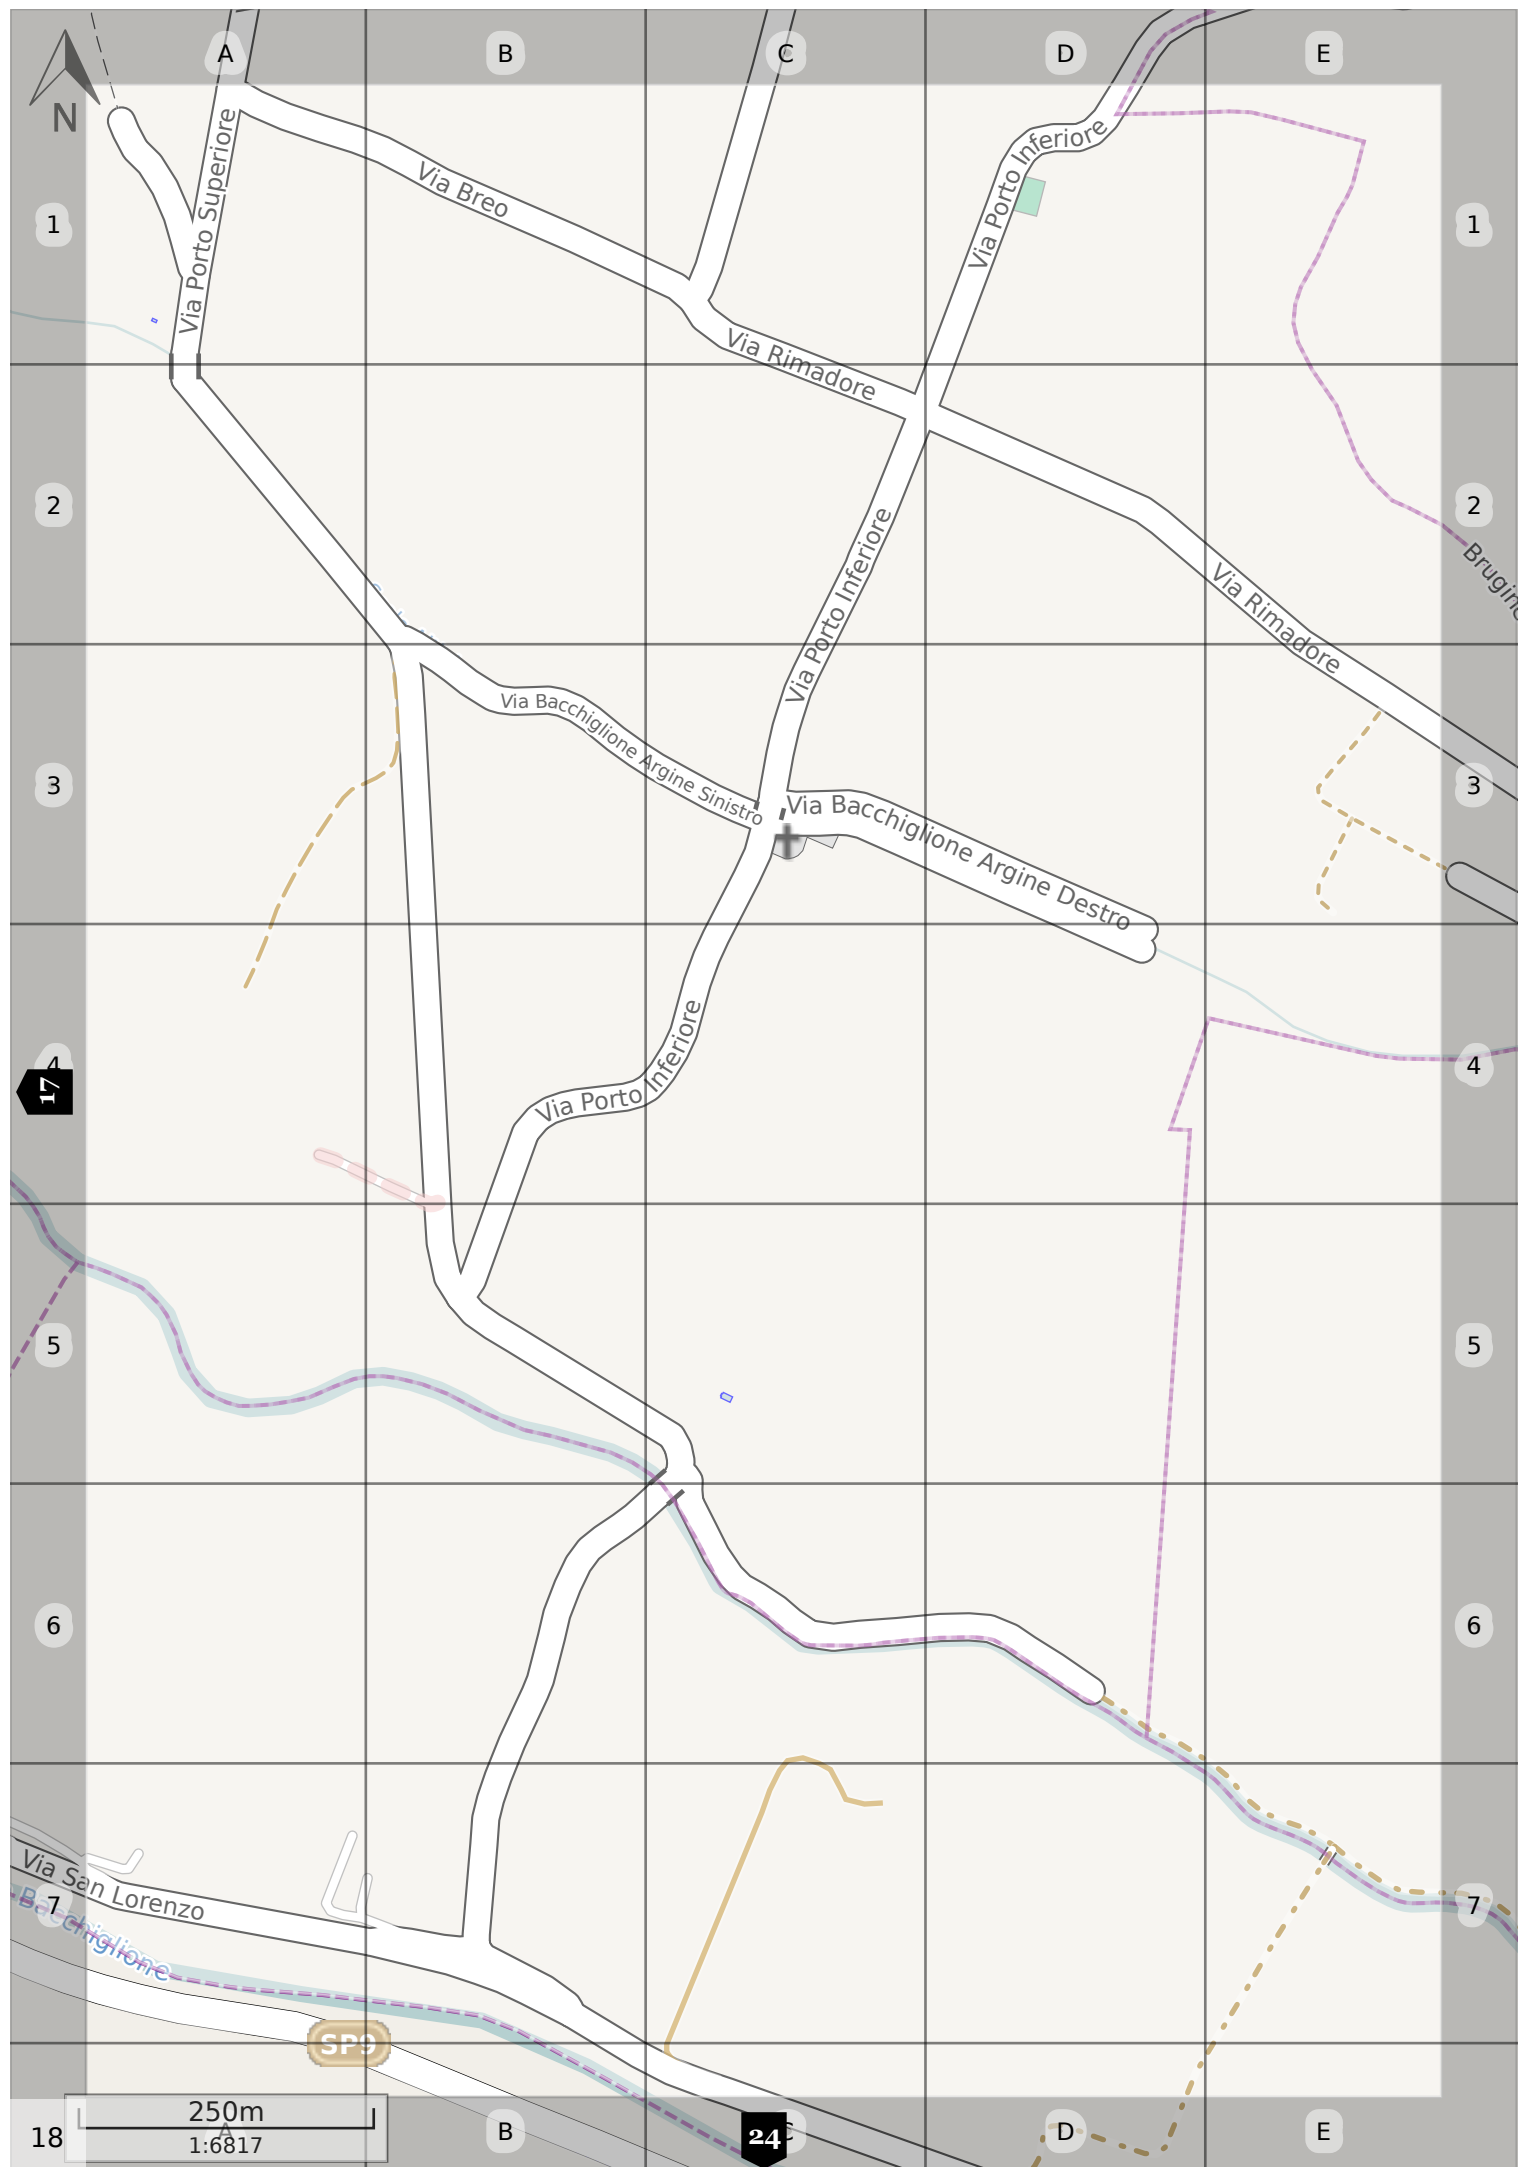 A
B
C
D
E
N
Via Porto Superiore
Via Breo
Via Porto Inferiore
1
1
Via Rimadore
2
2
Via Porto Inferiore
Via Rimadore
Via Bacchiglione Argine Sinistro
3
3
Via Bacchiglione Argine Destro
Via Porto Inferiore
4
4
17
5
5
6
6
Via San Lorenzo
7
7
Bacchiglione
SP9
250m
1:6817
18
A
B
24
C
D
E